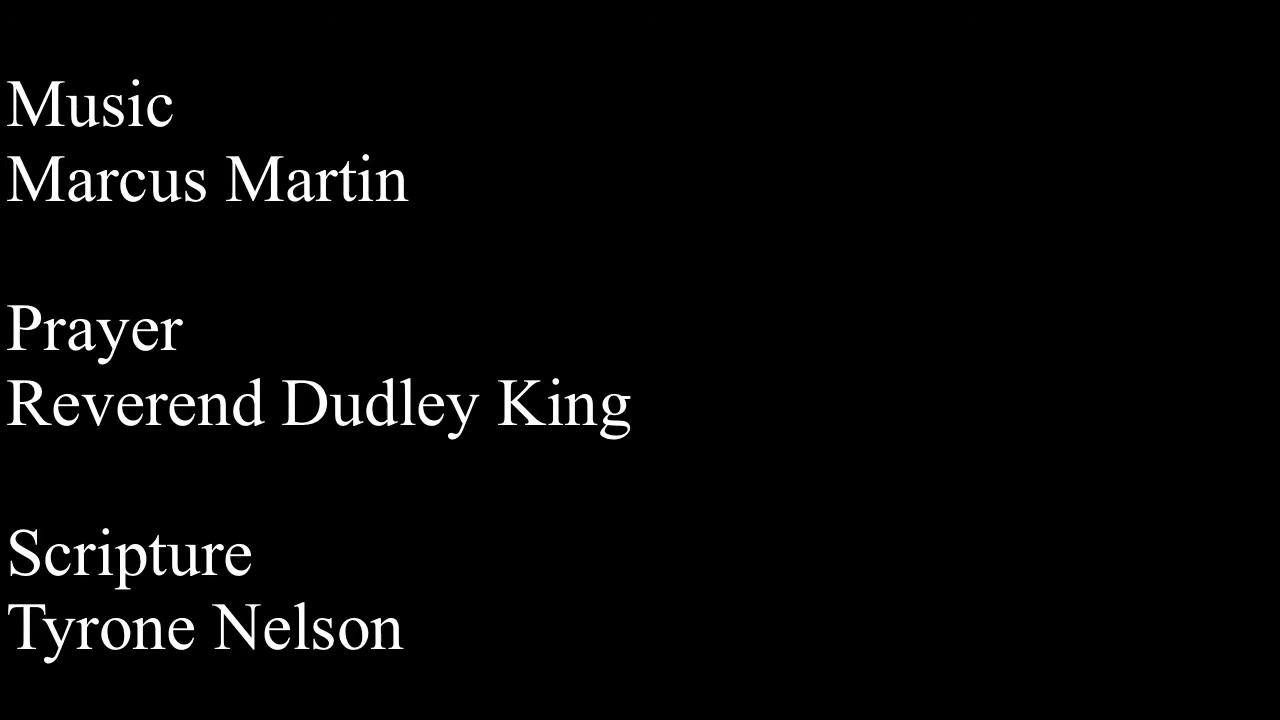 Music
Marcus Martin
Prayer
Reverend Dudley King
Scripture
Tyrone Nelson